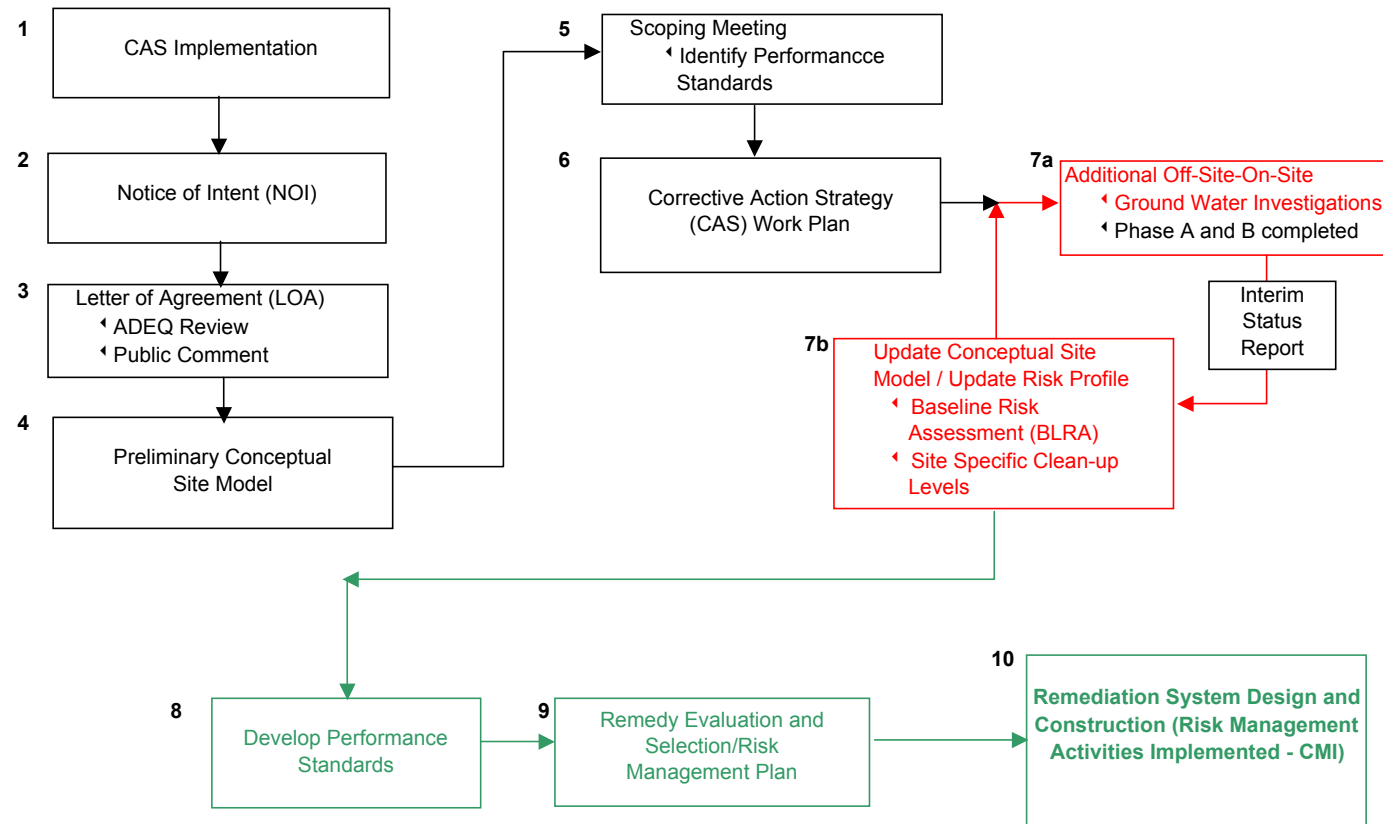 1
CAS Implementation
2
Notice of Intent (NOI)
3
Letter of Agreement (LOA)
ADEQ Review
Public Comment
4
Preliminary Conceptual
Site Model
5
Scoping Meeting
Identify Performancce
Standards
6
Corrective Action Strategy
(CAS) Work Plan
7a
Additional Off-Site-On-Site
Ground Water Investigations
Phase A and B completed
Interim
Status
Report
7b
Update Conceptual Site
Model / Update Risk Profile
Baseline Risk
Assessment (BLRA)
Site Specific Clean-up
Levels
8
Develop Performance
Standards
9
Remedy Evaluation and
Selection/Risk
Management Plan
10
Remediation System Design and
Construction (Risk Management
Activities Implemented - CMI)